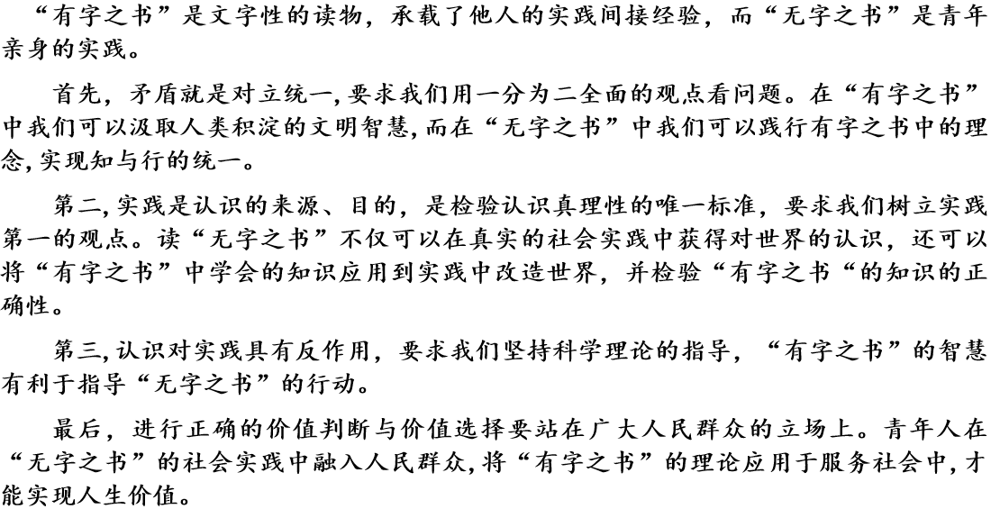 “有字之书”是文字性的读物，承载了他人的实践间接经验，而“无字之书”是青年
亲身的实践。
首先，矛盾就是对立统一,要求我们用一分为二全面的观点看问题。在“有字之书”
中我们可以汲取人类积淀的文明智慧,而在“无字之书”中我们可以践行有字之书中的理
念,实现知与行的统一。
第二,实践是认识的来源、目的，是检验认识真理性的唯一标准，要求我们树立实践
第一的观点。读“无字之书”不仅可以在真实的社会实践中获得对世界的认识，还可以
将“有字之书”中学会的知识应用到实践中改造世界，并检验“有字之书“的知识的正
确性。
第三,认识对实践具有反作用，要求我们坚持科学理论的指导，“有字之书”的智慧
有利于指导“无字之书”的行动。
最后，进行正确的价值判断与价值选择要站在广大人民群众的立场上。青年人在
“无字之书”的社会实践中融入人民群众,将“有字之书”的理论应用于服务社会中,才
能实现人生价值。